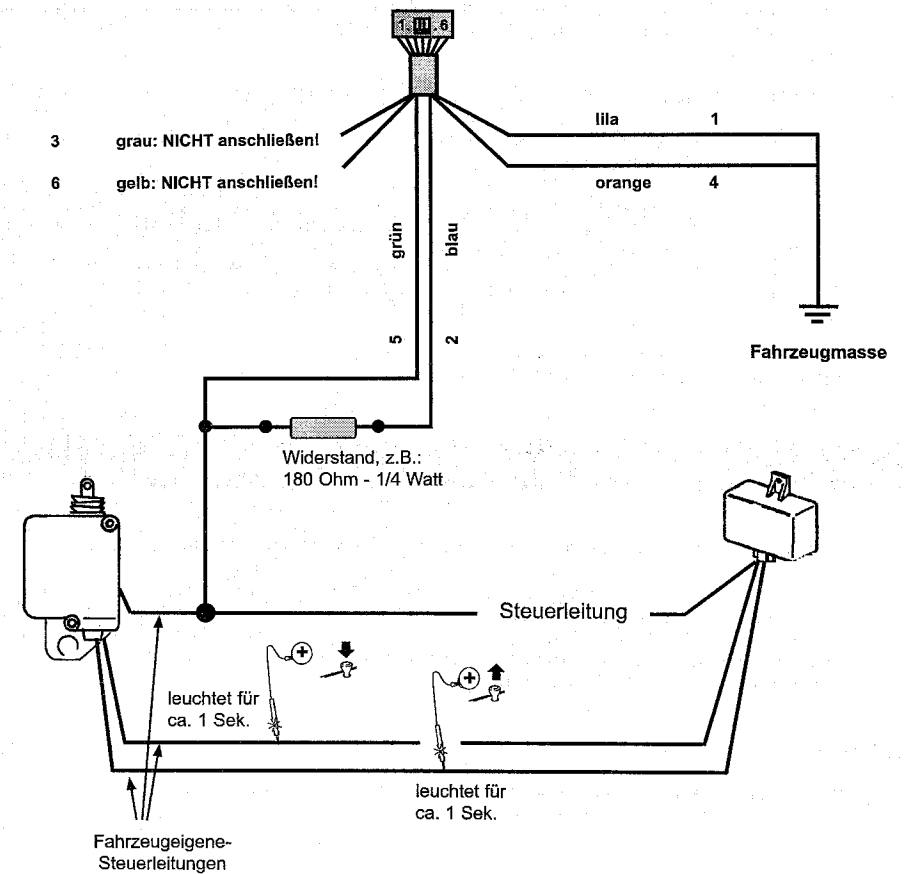 1. .6
lila 1
3 grau: NICHT anschließen!
6 gelb: NICHT anschließen!
orange 4
grün
blau
5
2
Fahrzeugmasse
Widerstand, z.B.:
180 Ohm - 1/4 Watt
Steuerleitung
+
+
leuchtet für
ca. 1 Sek.
leuchtet für
ca. 1 Sek.
Fahrzeugeigene-
Steuerleitungen